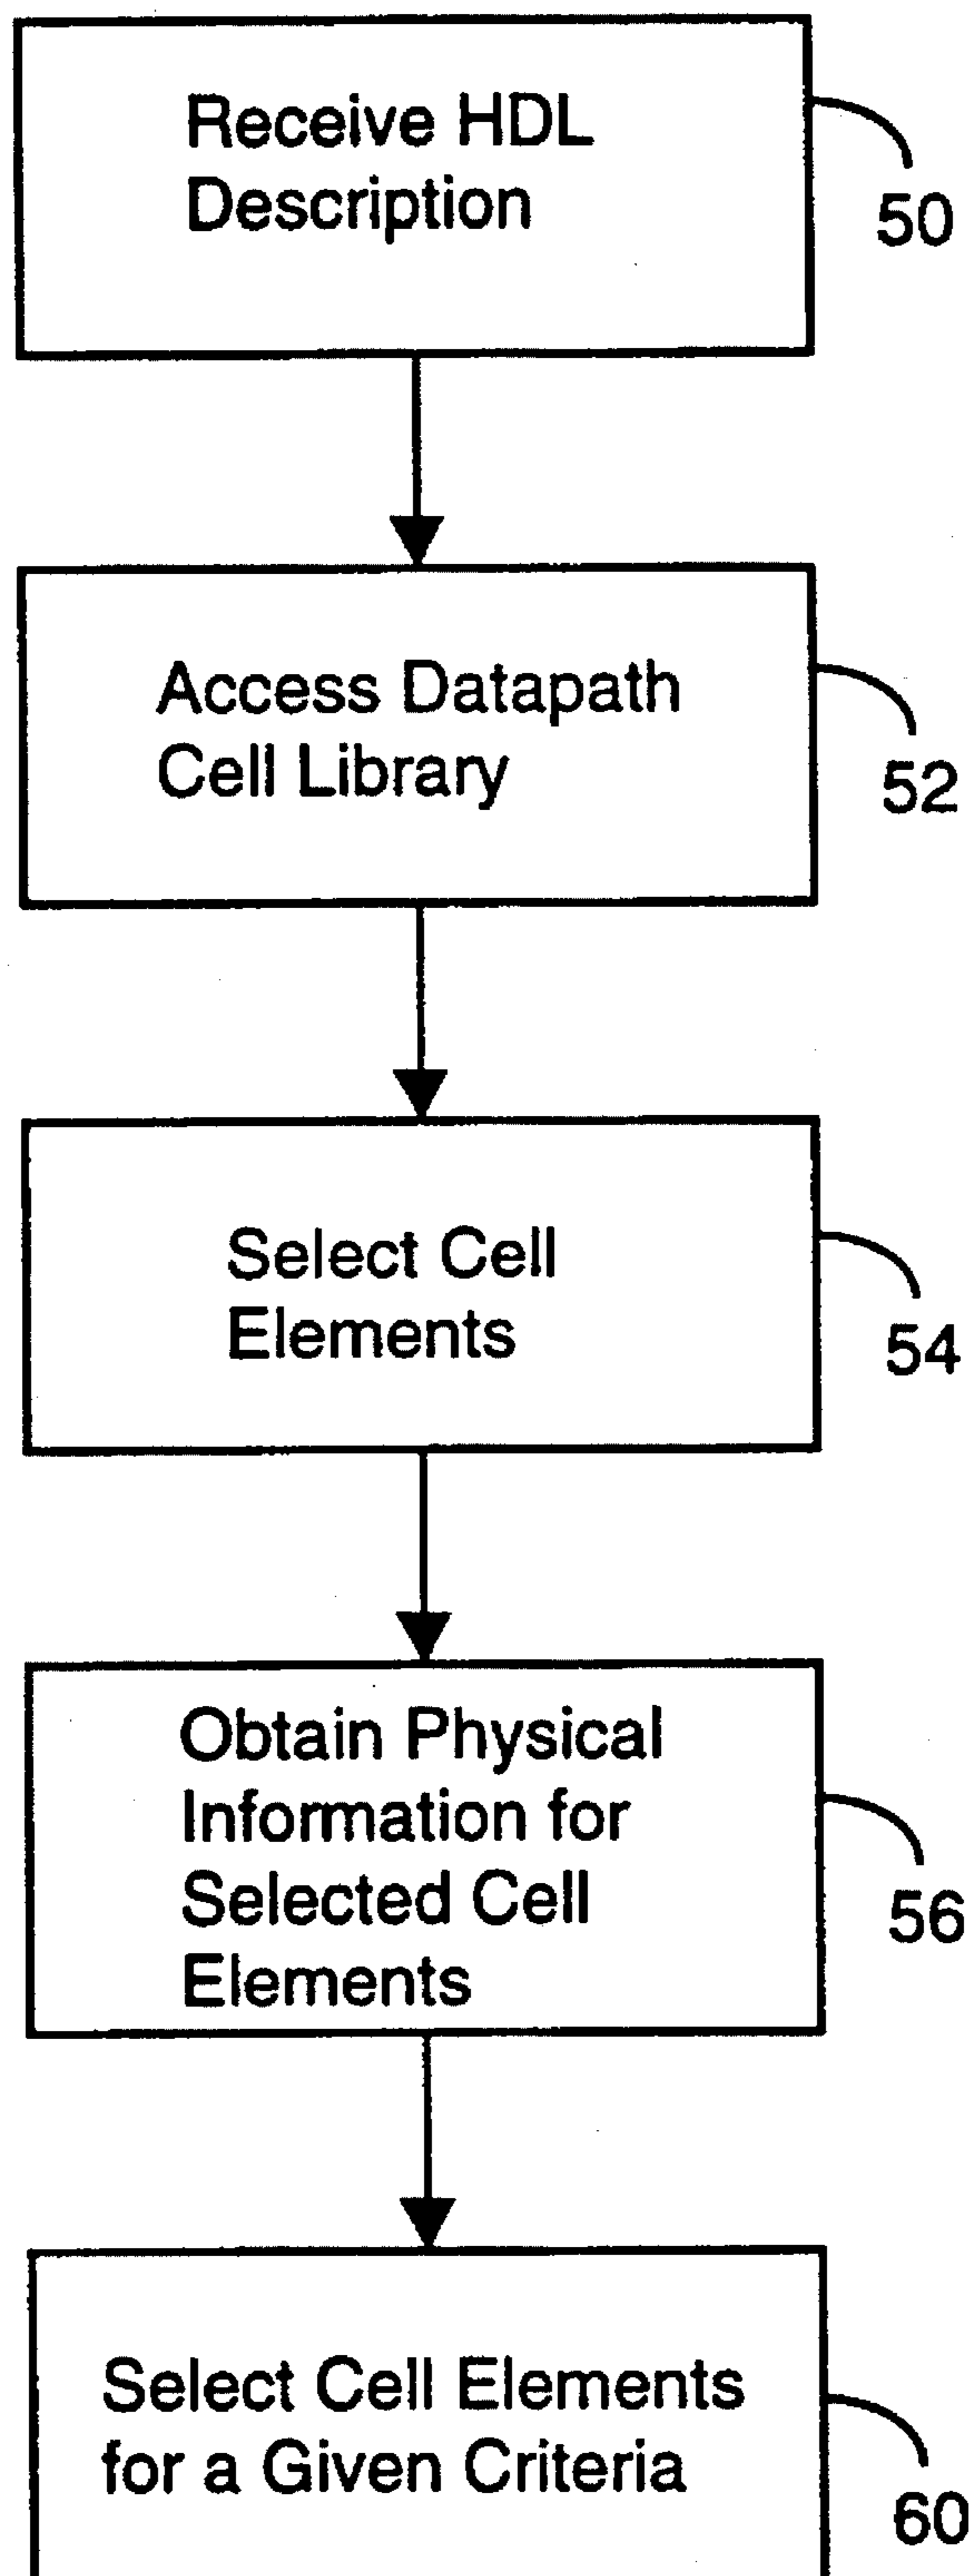 Receive HDL
Description
50
Access Datapath
Cell Library
52
Select Cell
Elements
54
Obtain Physical
Information for
Selected Cell
Elements
56
Select Cell Elements
for a Given Criteria
60